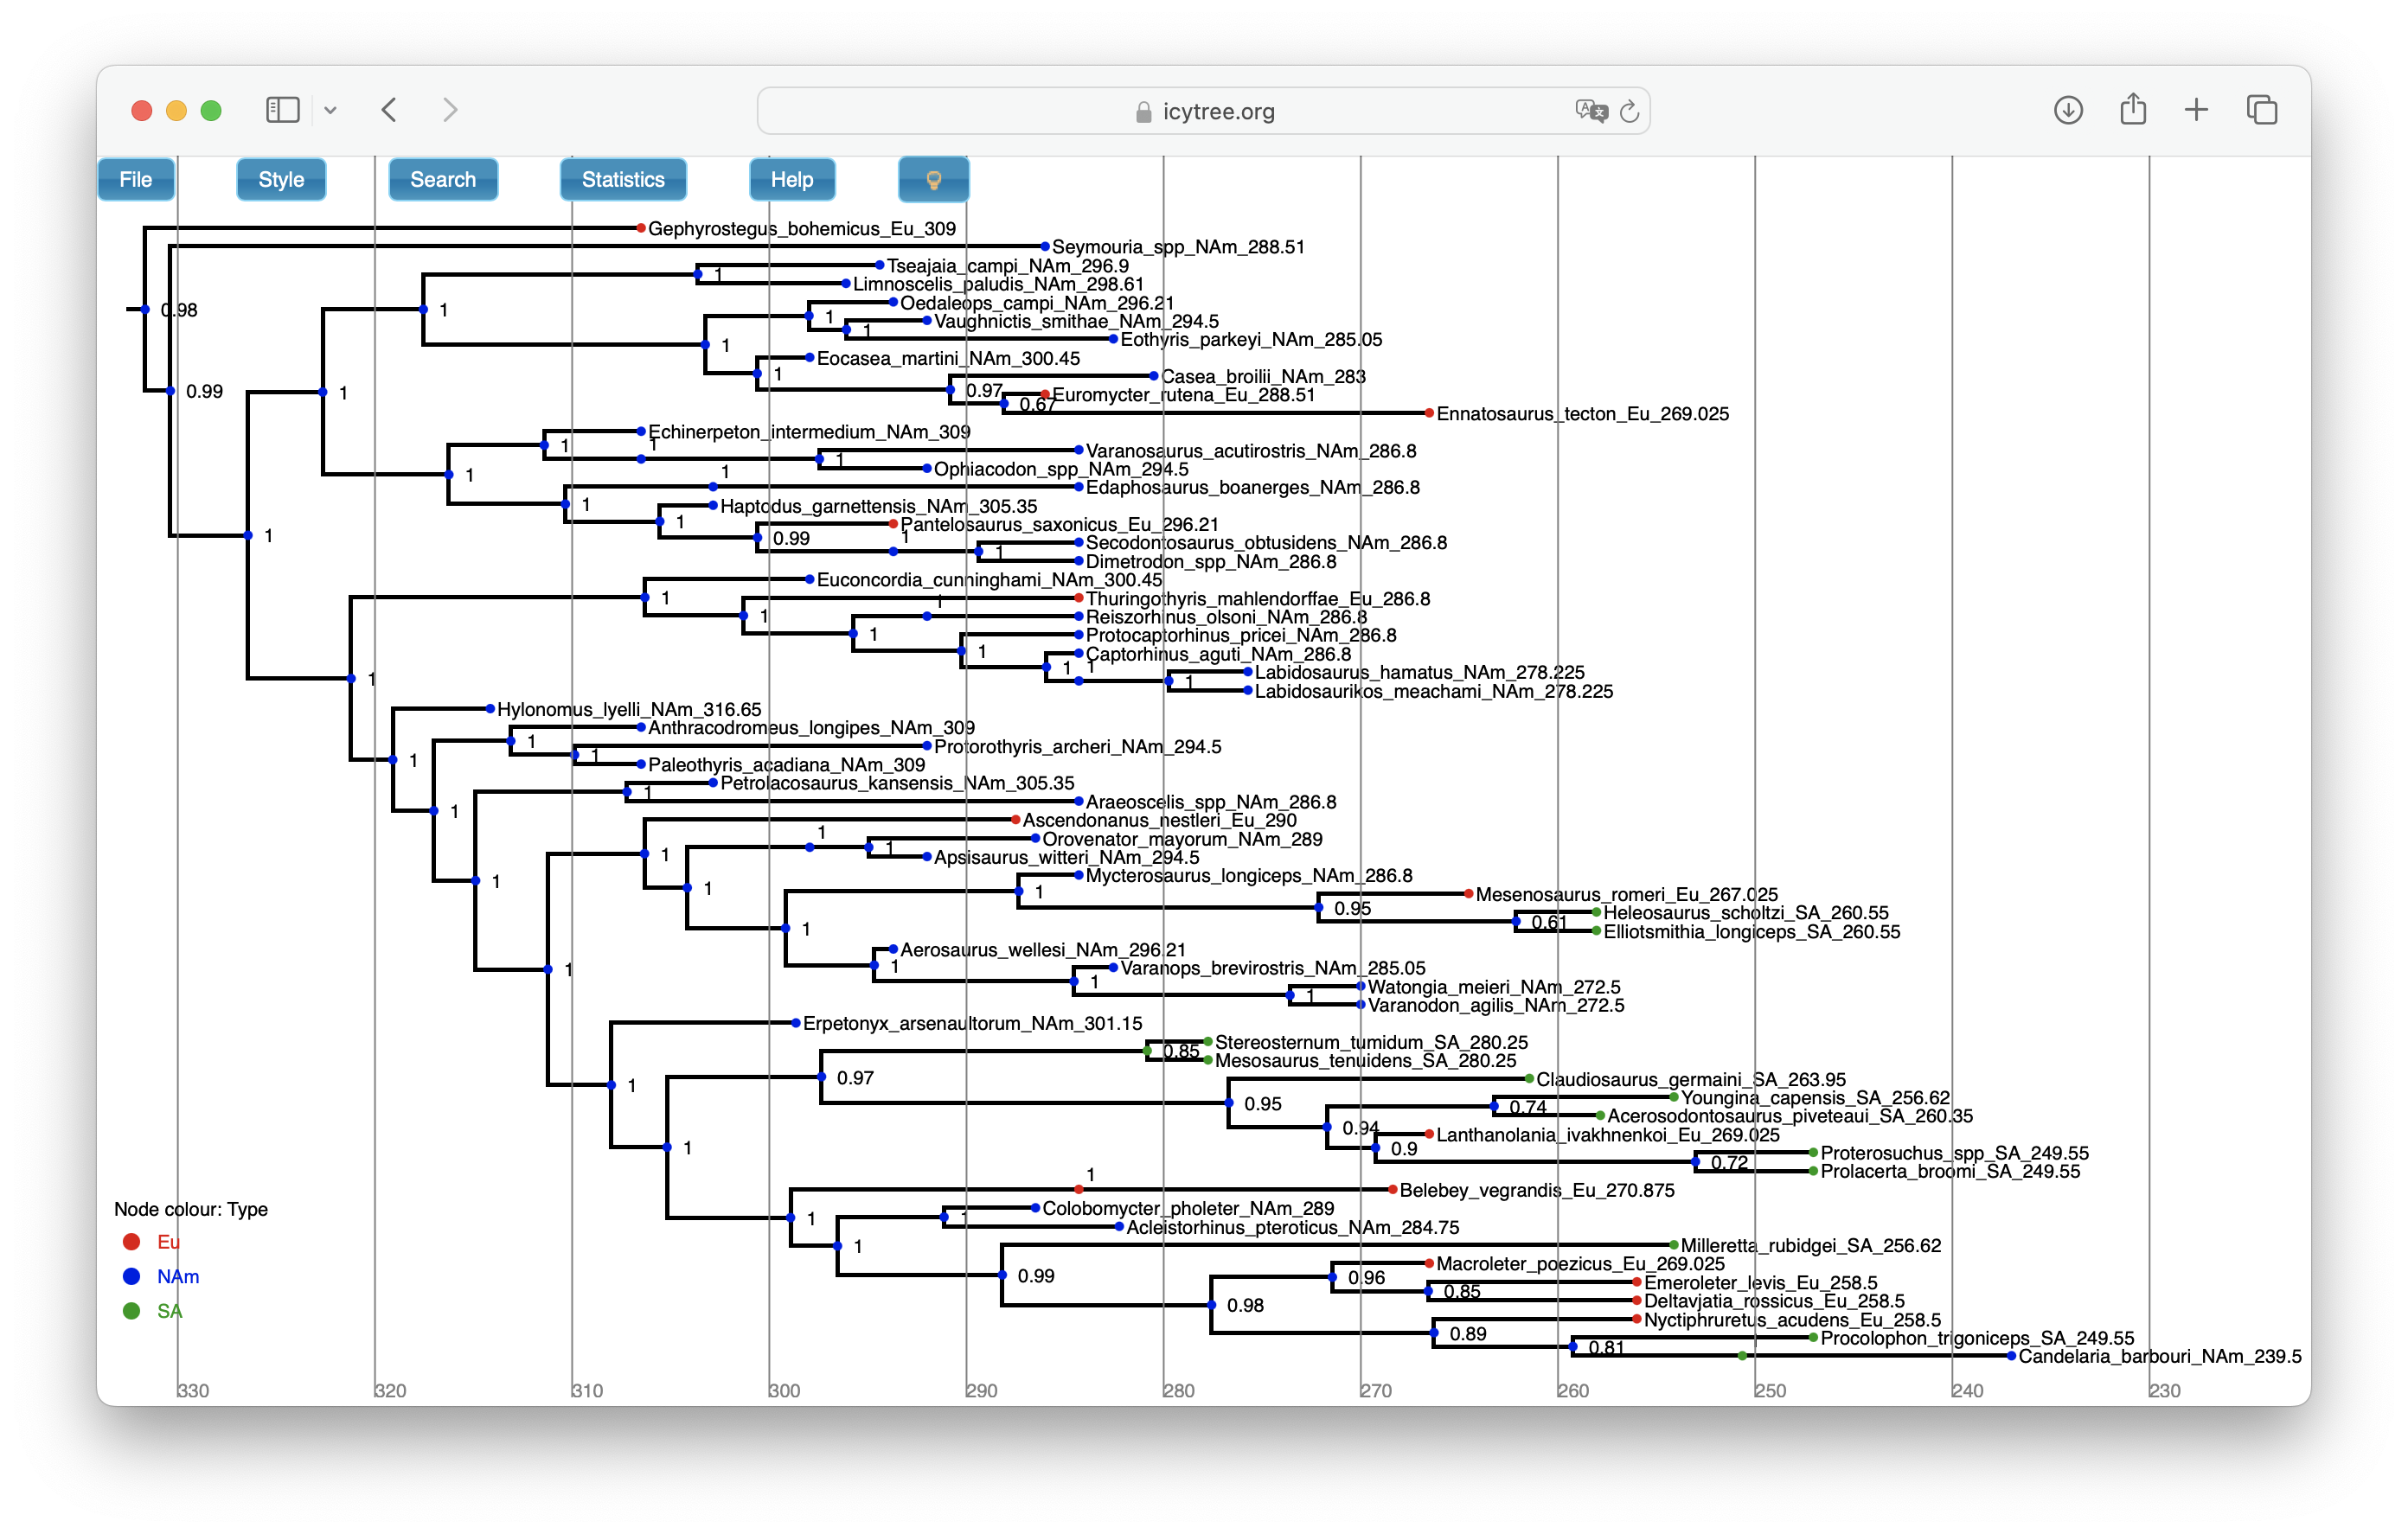 icytree.org
File Style Search Statistics Help
Gephyrostegus_bohemicus_Eu_309
Seymouria_spp_NAm_288.51
Tseajaia_campi_NAm_296.9
1
Limnoscelis_paludis_NAm_298.61
Oedaleops_campi_NAm_296.21
0.98
1
1
Vaughnictis_smithae_NAm_294.5
1
Eothyris_parkeyi_NAm_285.05
1
Eocasea_martini_NAm_300.45
1
Casea_broilii_NAm_283
0.99
1
0.97
Euromycter_rutena_Eu_288.51
0.67
Ennatosaurus_tecton_Eu_269.025
Echinerpeton_intermedium_NAm_309
1
1
Varanosaurus_acutirostris_NAm_286.8
1
Ophiacodon_spp_NAm_294.5
1
1
Edaphosaurus_boanerges_NAm_286.8
1
Haptodus_garnettensis_NAm_305.35
1
Pantelosaurus_saxonicus_Eu_296.21
1
0.99
1
Secodontosaurus_obtusidens_NAm_286.8
1
Dimetrodon_spp_NAm_286.8
Euconcordia_cunninghami_NAm_300.45
1
Thuringothyris_mahlendorffae_Eu_286.8
1
1
Reiszorhinus_olsoni_NAm_286.8
1
Protocaptorhinus_pricei_NAm_286.8
1
Captorhinus_aguti_NAm_286.8
1
1
Labidosaurus_hamatus_NAm_278.225
1
1
Labidosaurikos_meachami_NAm_278.225
Hylonomus_lyelli_NAm_316.65
Anthracodromeus_longipes_NAm_309
1
Protorothyris_archeri_NAm_294.5
1
1
Paleothyris_acadiana_NAm_309
Petrolacosaurus_kansensis_NAm_305.35
1
Araeoscelis_spp_NAm_286.8
1
Ascendonanus_nestleri_Eu_290
1
Orovenator_mayorum_NAm_289
1
1
Apsisaurus_witteri_NAm_294.5
Mycterosaurus_longiceps_NAm_286.8
1
1
1
Mesenosaurus_romeri_Eu_267.025
0.95
Heleosaurus_scholtzi_SA_260.55
0.61
1
Elliotsmithia_longiceps_SA_260.55
Aerosaurus_wellesi_NAm_296.21
1
1
Varanops_brevirostris_NAm_285.05
1
Watongia_meieri_NAm_272.5
1
Varanodon_agilis_NAm_272.5
Erpetonyx_arsenaultorum_NAm_301.15
Stereosternum_tumidum_SA_280.25
0.85
Mesosaurus_tenuidens_SA_280.25
0.97
1
Claudiosaurus_germaini_SA_263.95
Youngina_capensis_SA_256.62
0.95
0.74
Acerosodontosaurus_piveteaui_SA_260.35
0.94
Lanthanolania_ivakhnenkoi_Eu_269.025
1
0.9
Proterosuchus_spp_SA_249.55
0.72
Prolacerta_broomi_SA_249.55
1
Belebey_vegrandis_Eu_270.875
Colobomycter_pholeter_NAm_289
1
1
Acleistorhinus_pteroticus_NAm_284.75
1
Milleretta_rubidgei_SA_256.62
0.99
Macroleter_poezicus_Eu_269.025
0.96
Emeroleter_levis_Eu_258.5
0.85
Deltavjatia_rossicus_Eu_258.5
0.98
Nyctiphruretus_acudens_Eu_258.5
0.89
Procolophon_trigoniceps_SA_249.55
0.81
Candelaria_barbouri_NAm_239.5
Node colour: Type
Eu
NAm
SA
330 320 310 300 290 280 270 260 250 240 230